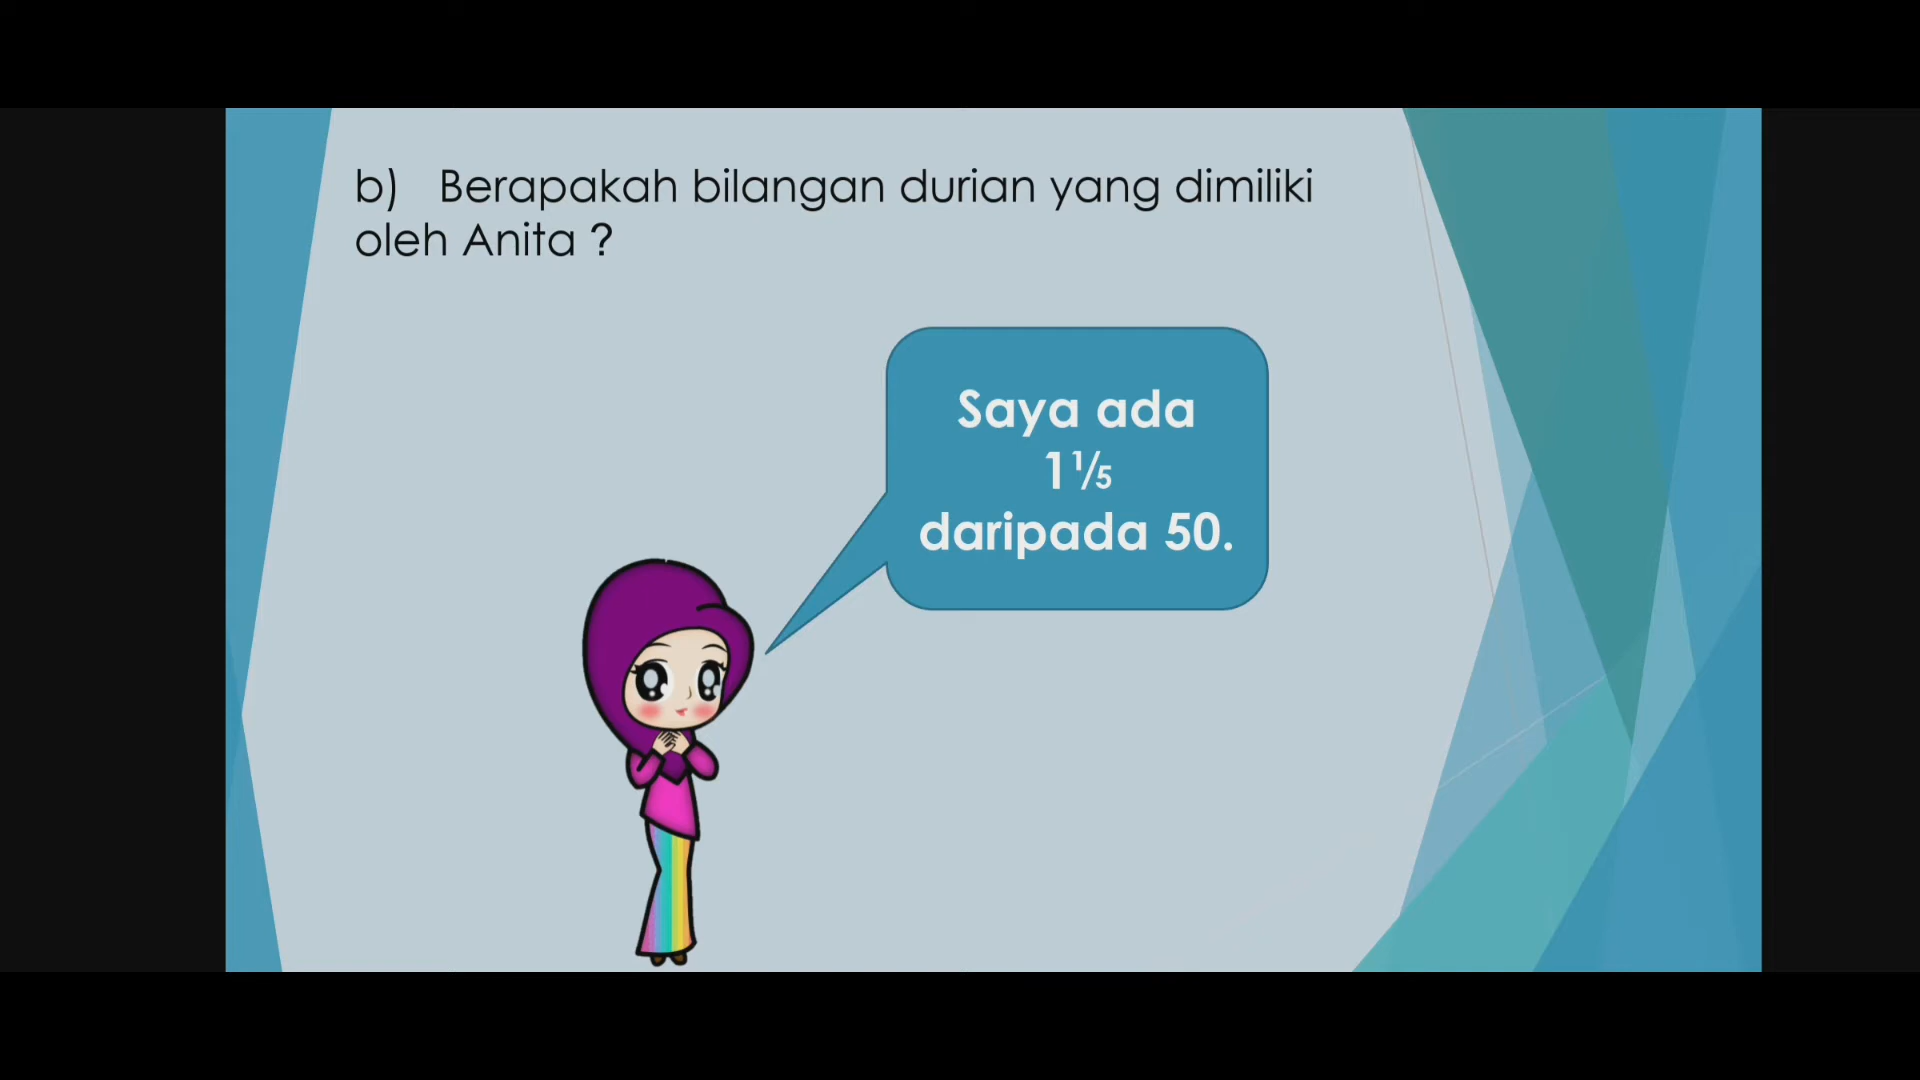 b) Berapakah bilangan durian yang dimiliki
oleh Anita ?
Saya ada
1⅕
daripada 50.